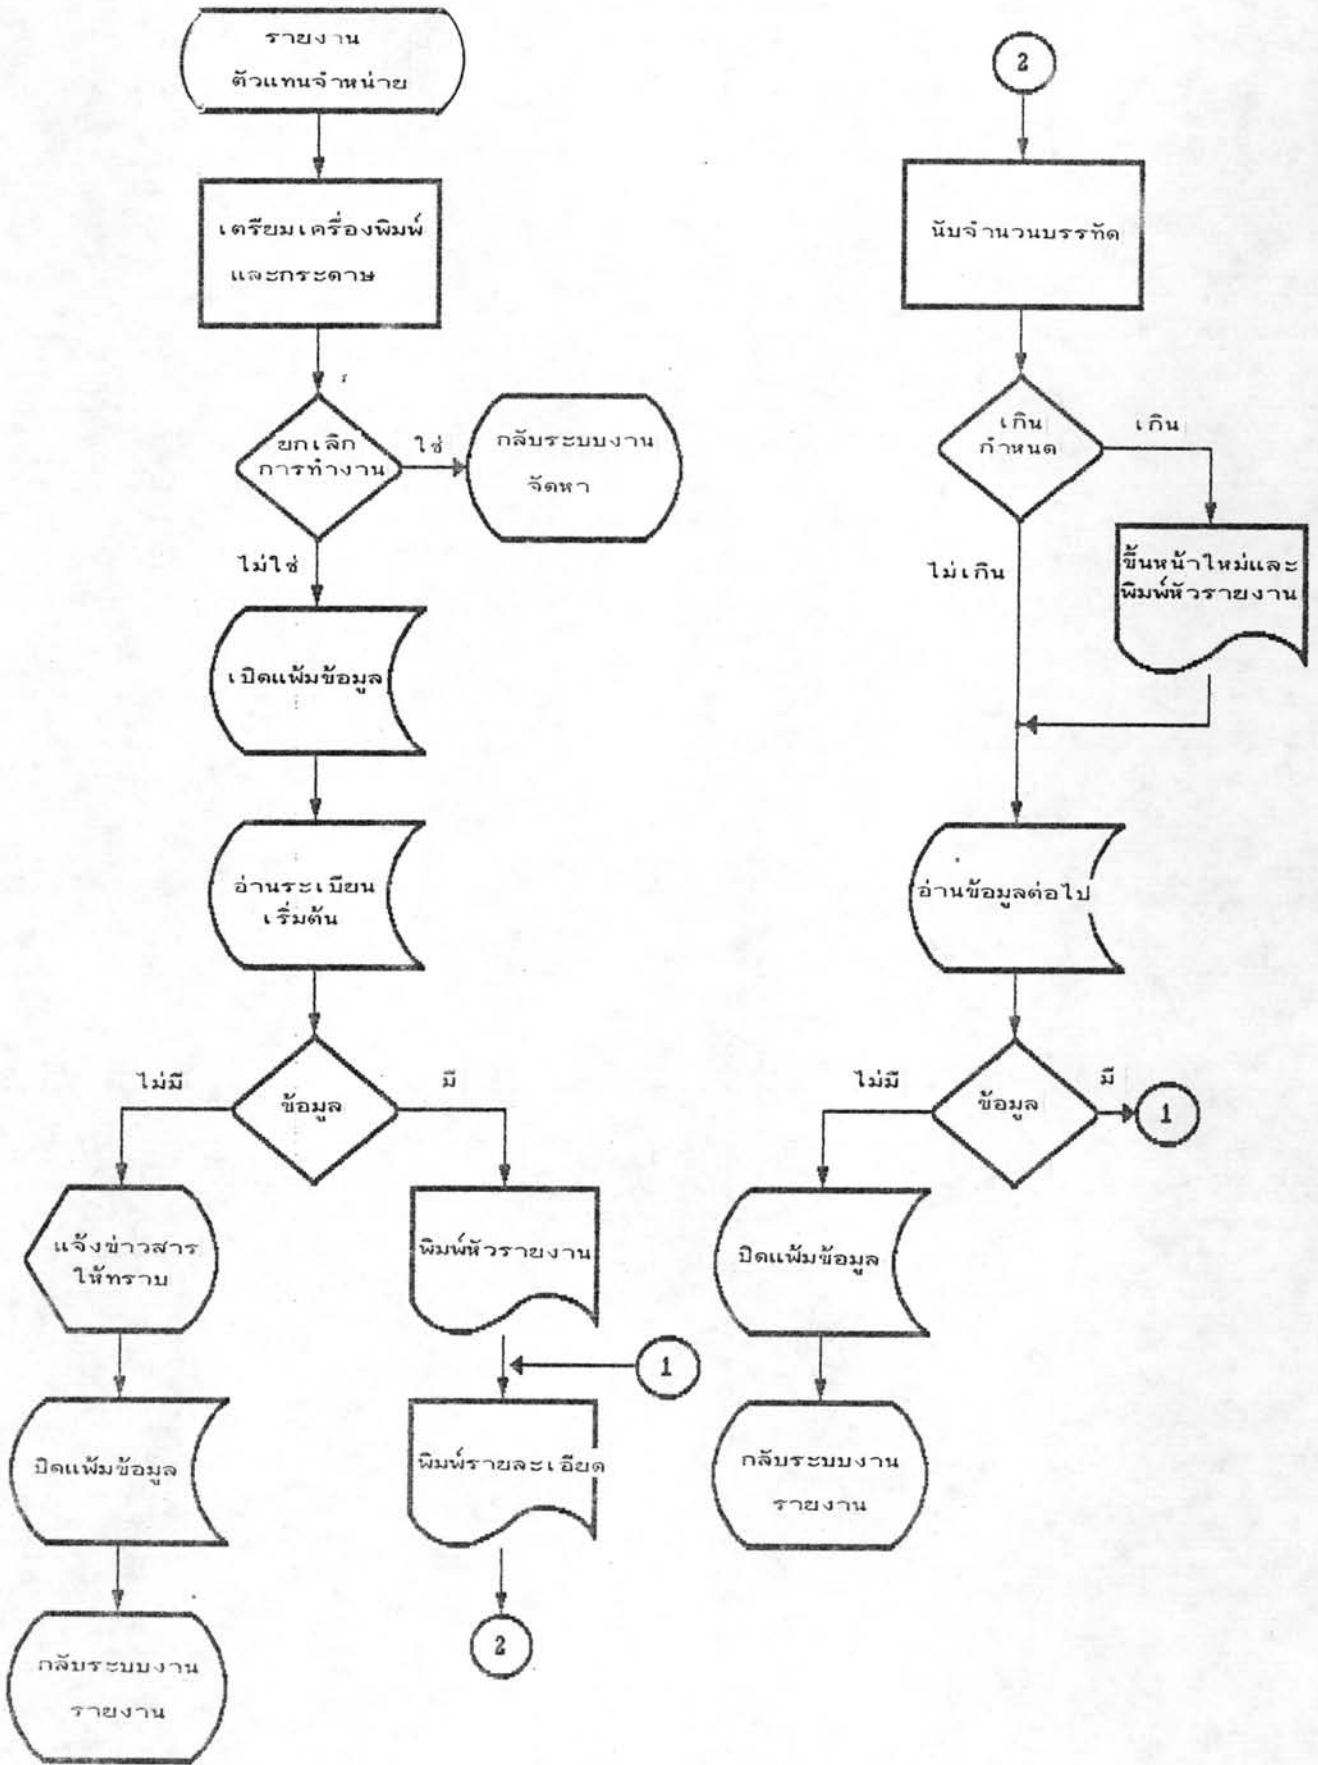 รายงาน
ตัวแทนจำหน่าย
เตรียมเครื่องพิมพ์
และกระดาษ
ยกเลิก
การทำงาน
ใช่
กลับระบบงาน
จัดหา
ไม่ใช่
เปิดแฟ้มข้อมูล
อ่านระเบียน
เริ่มต้น
ข้อมูล
ไม่มี
มี
แจ้งข่าวสาร
ให้ทราบ
พิมพ์หัวรายงาน
1
ปิดแฟ้มข้อมูล
พิมพ์รายละเอียด
กลับระบบงาน
รายงาน
2
2
นับจำนวนบรรทัด
เกิน
กำหนด
เกิน
ไม่เกิน
ขึ้นหน้าใหม่และ
พิมพ์หัวรายงาน
อ่านข้อมูลต่อไป
ข้อมูล
ไม่มี
มี
1
ปิดแฟ้มข้อมูล
กลับระบบงาน
รายงาน